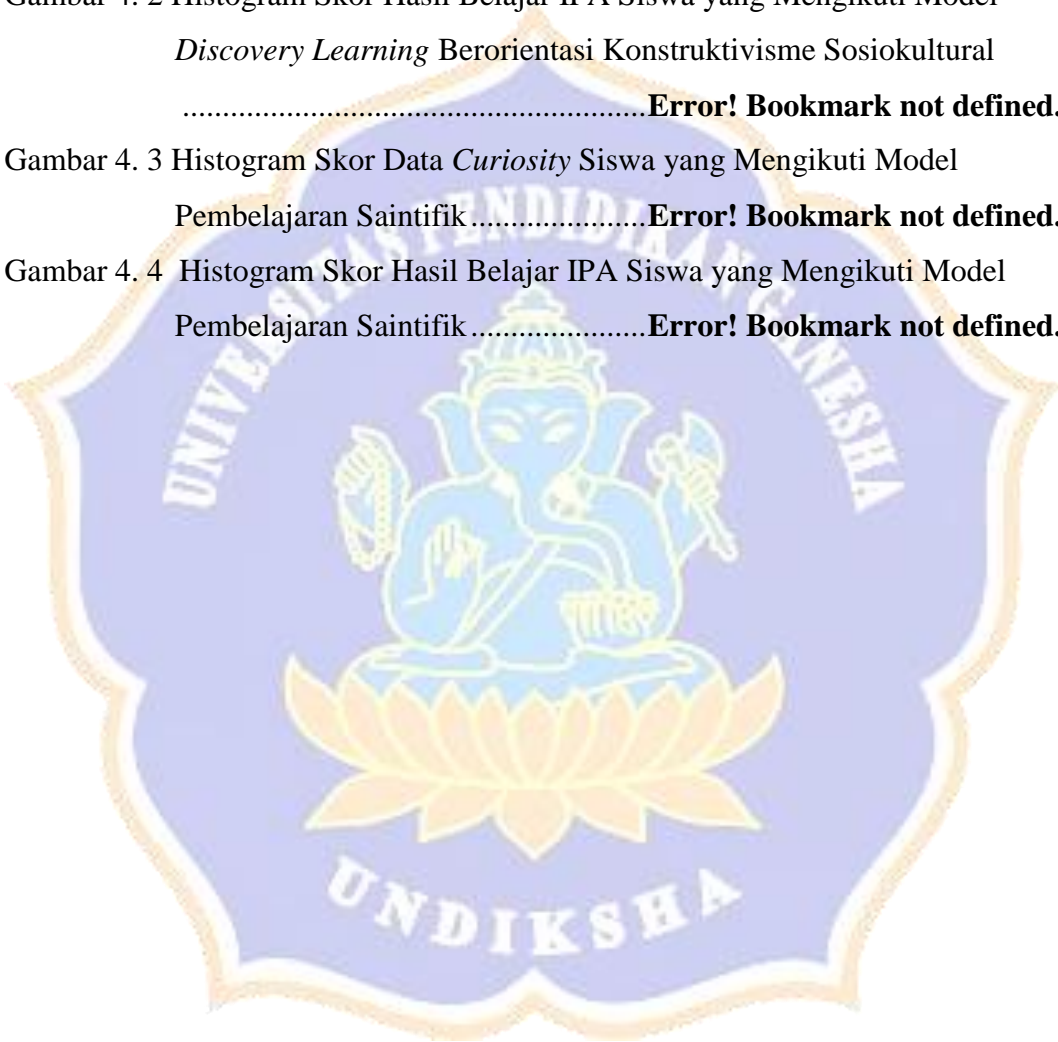 Gambar 4. 2 Histogram Skor Hasil Belajar IPA Siswa yang Mengikuti Model
Discovery Learning Berorientasi Konstruktivisme Sosiokultural
..........................................................Error! Bookmark not defined.
Gambar 4. 3 Histogram Skor Data Curiosity Siswa yang Mengikuti Model
Pembelajaran Saintifik......................Error! Bookmark not defined.
Gambar 4. 4 Histogram Skor Hasil Belajar IPA Siswa yang Mengikuti Model
Pembelajaran Saintifik......................Error! Bookmark not defined.
UNIVERSITAS PENDIDIKAN GANESHA
UNDIKSHA